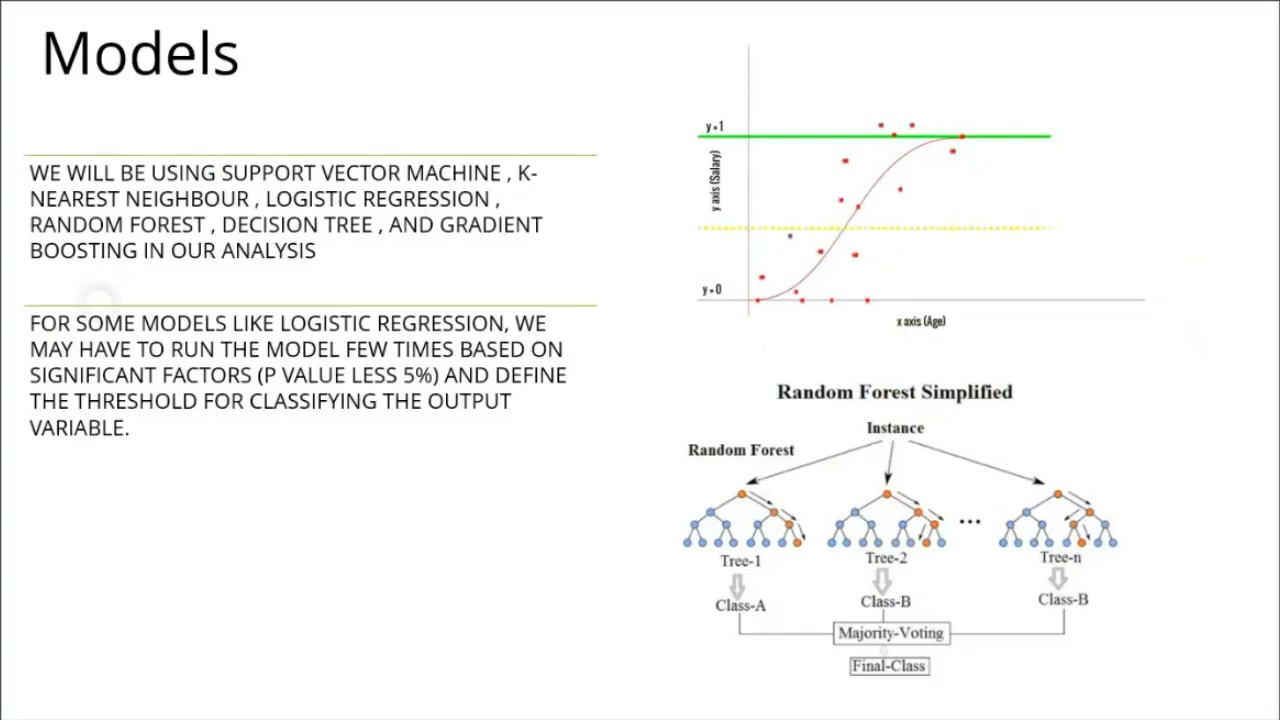 Models
WE WILL BE USING SUPPORT VECTOR MACHINE , K-
NEAREST NEIGHBOUR , LOGISTIC REGRESSION ,
RANDOM FOREST , DECISION TREE , AND GRADIENT
BOOSTING IN OUR ANALYSIS
FOR SOME MODELS LIKE LOGISTIC REGRESSION, WE
MAY HAVE TO RUN THE MODEL FEW TIMES BASED ON
SIGNIFICANT FACTORS (P VALUE LESS 5%) AND DEFINE
THE THRESHOLD FOR CLASSIFYING THE OUTPUT
VARIABLE.
y=1
y axis (Salary)
y=0
x axis (Age)
Random Forest Simplified
Instance
Random Forest
...
Tree-1 Tree-2 Tree-n
Class-A Class-B Class-B
Majority-Voting
Final-Class